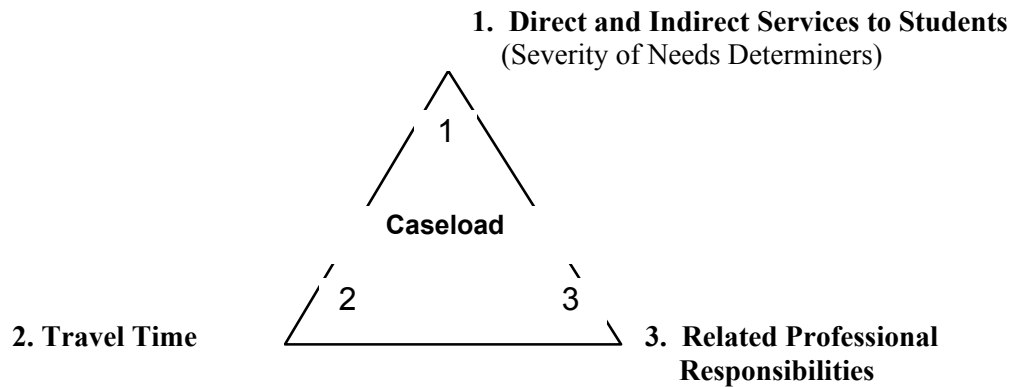 1. Direct and Indirect Services to Students
(Severity of Needs Determiners)
1
Caseload
2 3
2. Travel Time
3. Related Professional
Responsibilities